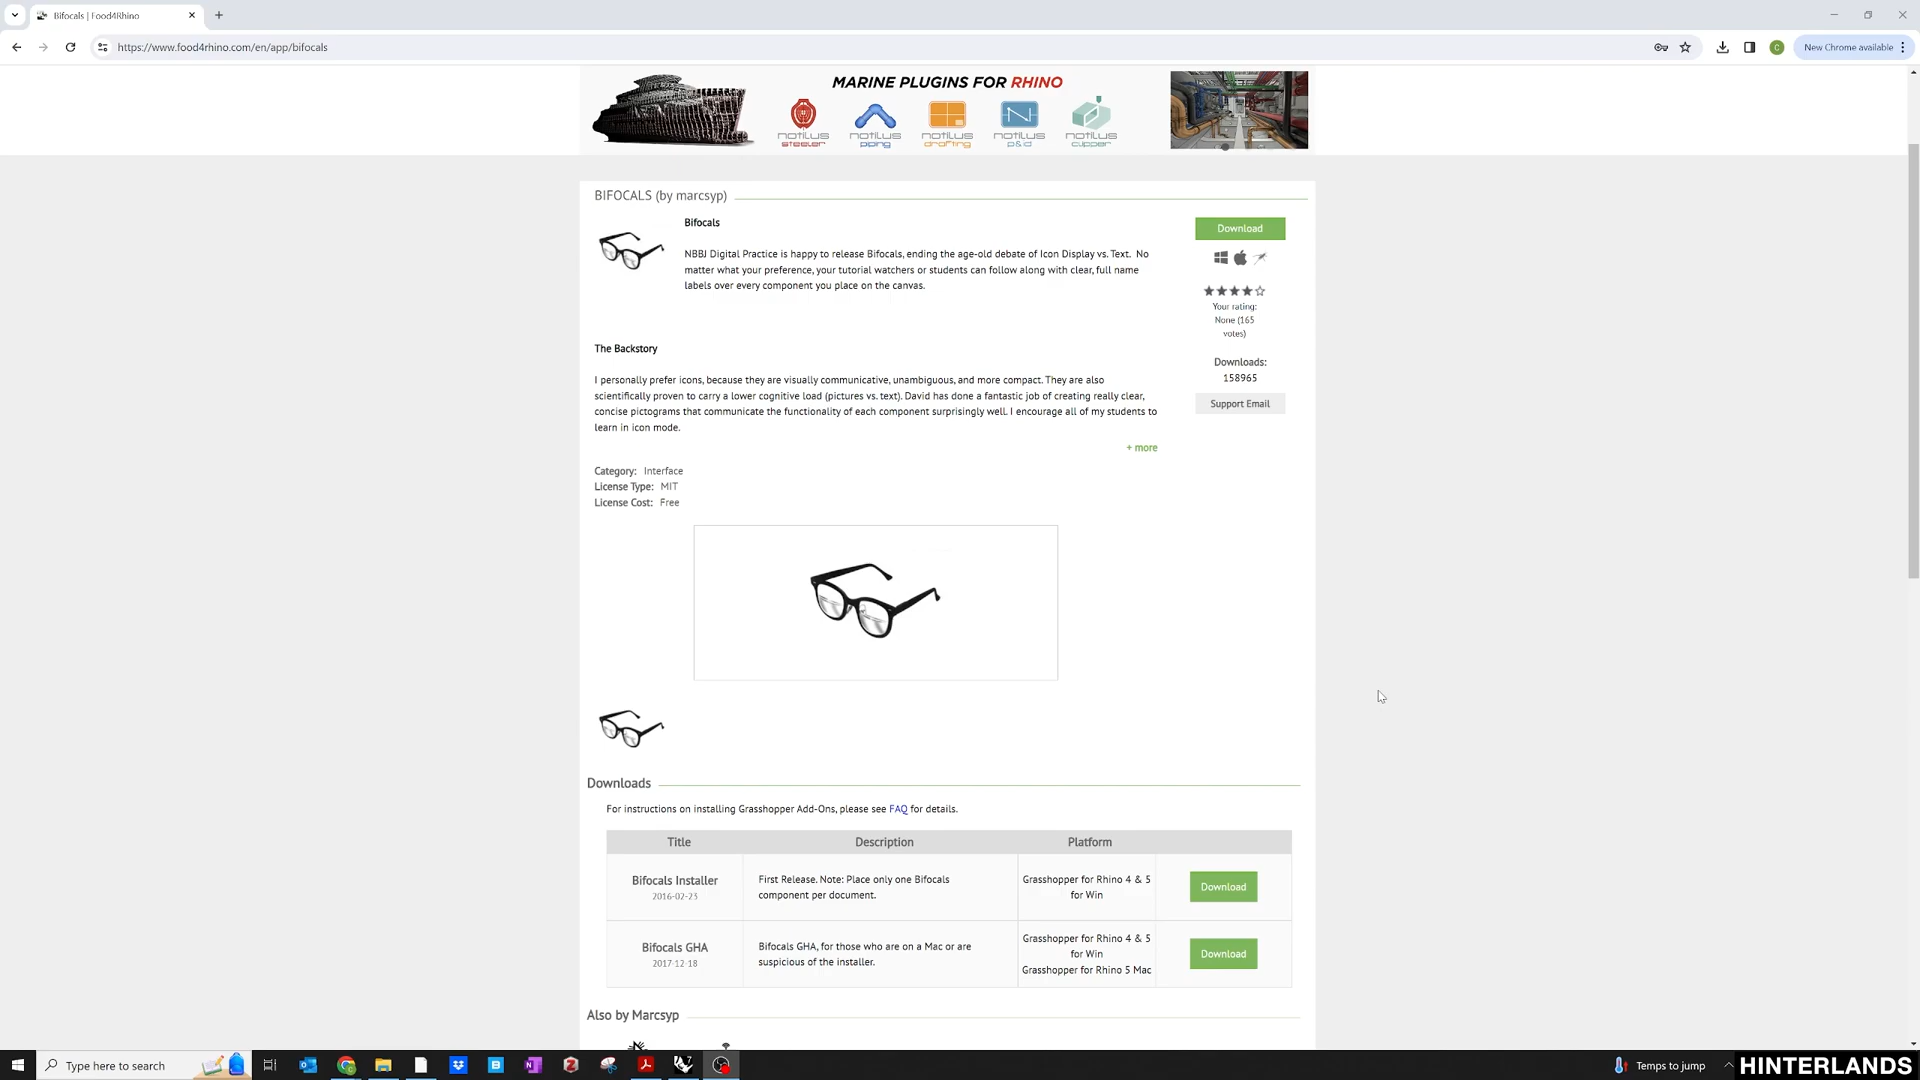 Bifocals | Food4Rhino
https://www.food4rhino.com/en/app/bifocals
New Chrome available
MARINE PLUGINS FOR RHINO
notilus steeler
notilus piping
notilus drafting
notilus p&id
notilus clipper
BIFOCALS (by marcsyp)
Bifocals
NBBJ Digital Practice is happy to release Bifocals, ending the age-old debate of Icon Display vs. Text. No
matter what your preference, your tutorial watchers or students can follow along with clear, full name
labels over every component you place on the canvas.
Download
Your rating:
None (165
votes)
Downloads:
158965
Support Email
The Backstory
I personally prefer icons, because they are visually communicative, unambiguous, and more compact. They are also
scientifically proven to carry a lower cognitive load (pictures vs. text). David has done a fantastic job of creating really clear,
concise pictograms that communicate the functionality of each component surprisingly well. I encourage all of my students to
learn in icon mode.
+ more
Category: Interface
License Type: MIT
License Cost: Free
Downloads
For instructions on installing Grasshopper Add-Ons, please see FAQ for details.
Title Description Platform
Bifocals Installer
2016-02-23
First Release. Note: Place only one Bifocals
component per document.
Grasshopper for Rhino 4 & 5
for Win
Download
Bifocals GHA
2017-12-18
Bifocals GHA, for those who are on a Mac or are
suspicious of the installer.
Grasshopper for Rhino 4 & 5
for Win
Grasshopper for Rhino 5 Mac
Download
Also by Marcsyp
Type here to search
Temps to jump
HINTERLANDS